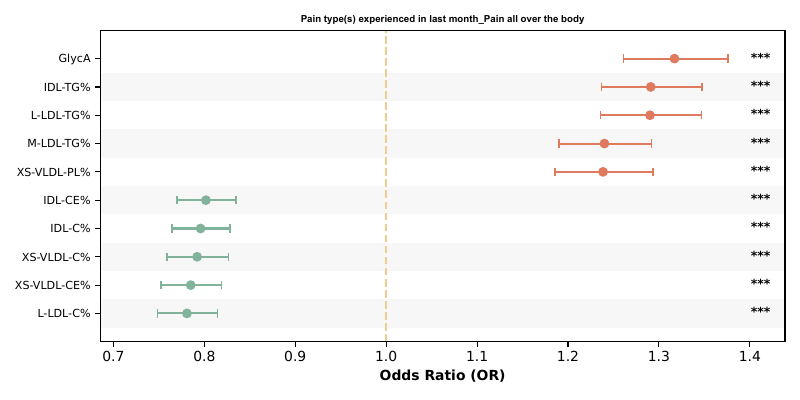 Pain type(s) experienced in last month_Pain all over the body
GlycA ***
IDL-TG% ***
L-LDL-TG% ***
M-LDL-TG% ***
XS-VLDL-PL% ***
IDL-CE% ***
IDL-C% ***
XS-VLDL-C% ***
XS-VLDL-CE% ***
L-LDL-C% ***
0.7 0.8 0.9 1.0 1.1 1.2 1.3 1.4
Odds Ratio (OR)